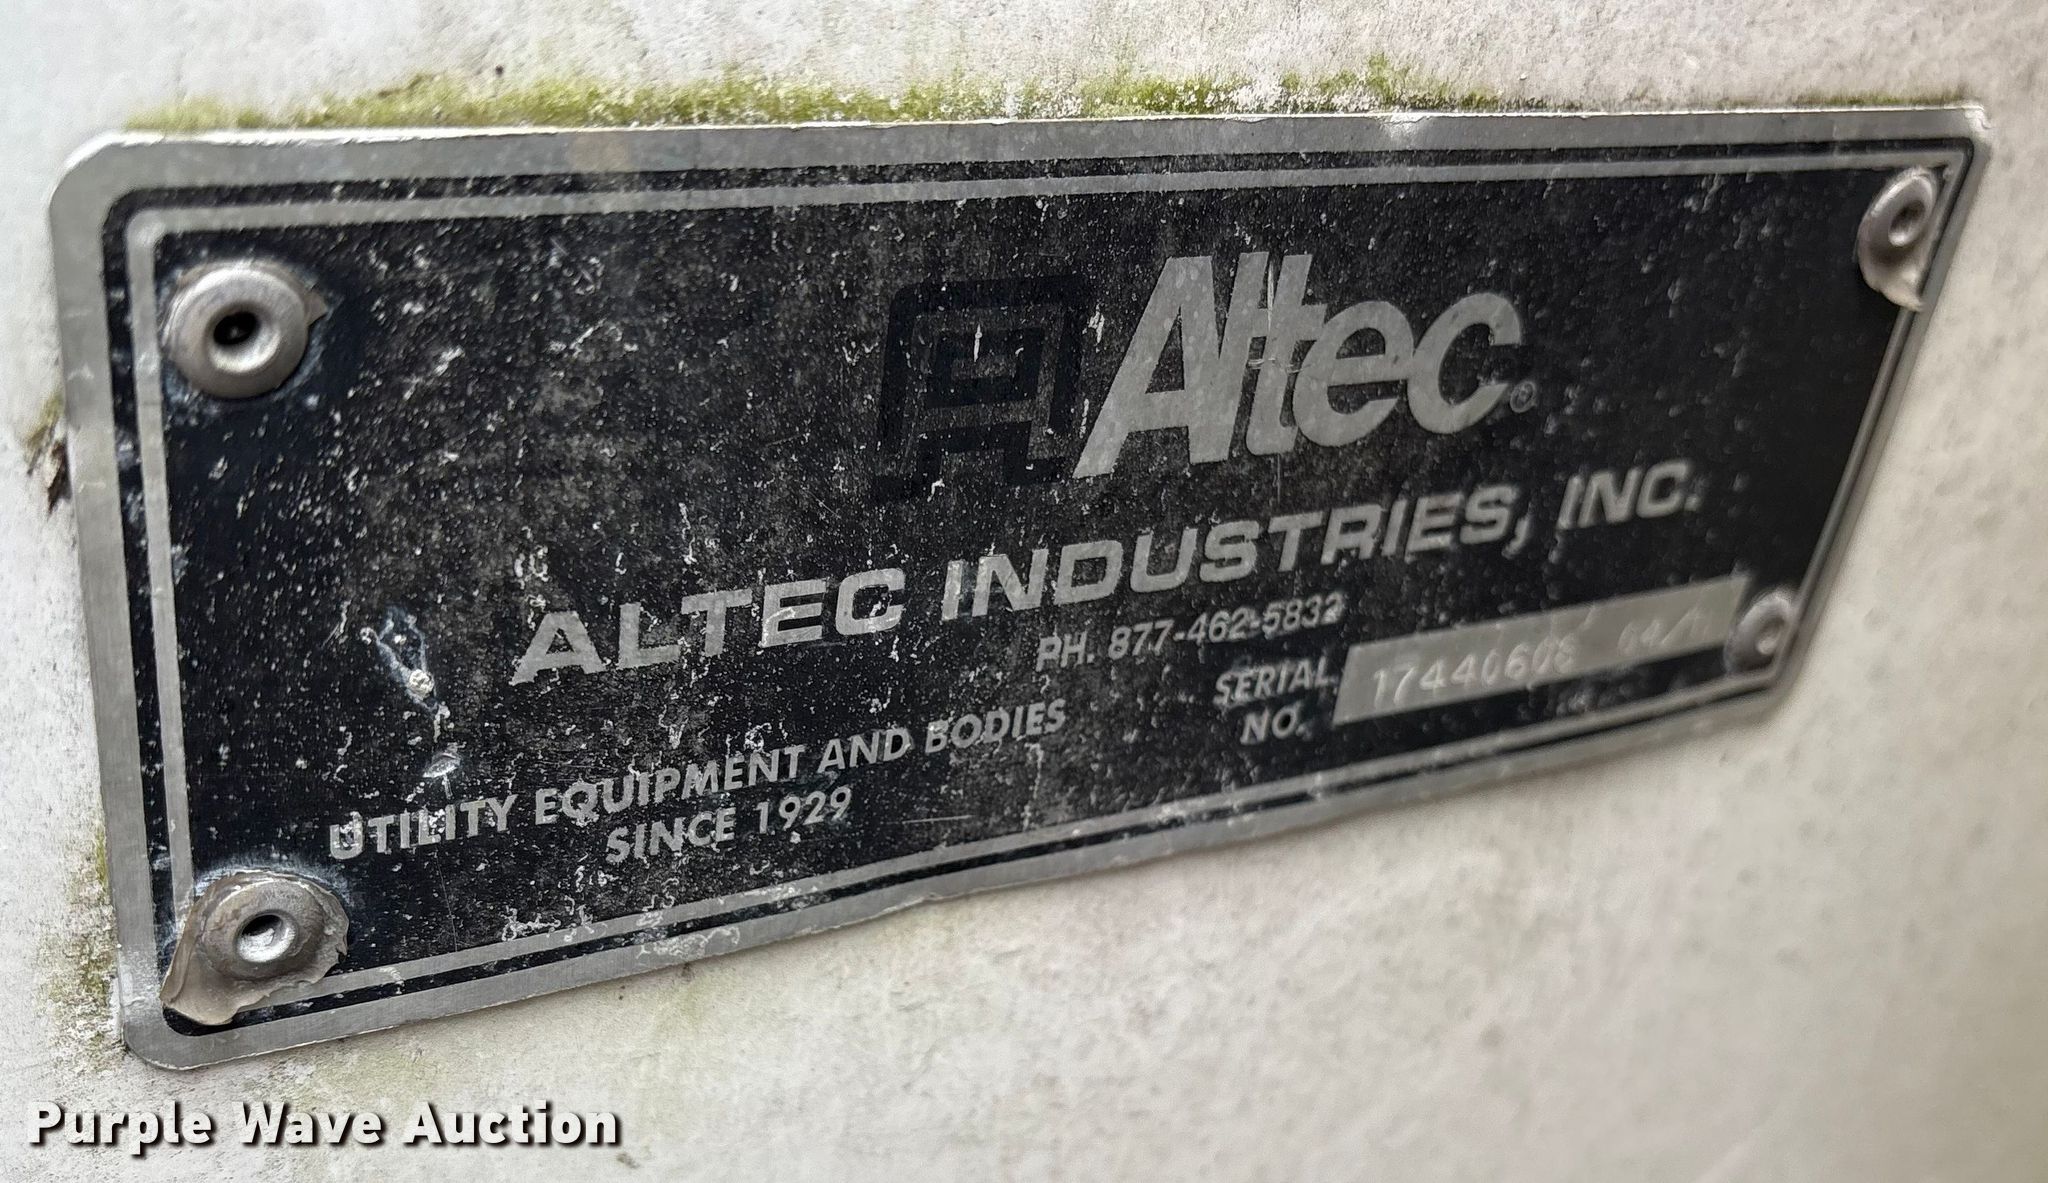 Altec®
ALTEC INDUSTRIES, INC.
PH. 877-462-5832
SERIAL NO. 17440608
UTILITY EQUIPMENT AND BODIES
SINCE 1929
Purple Wave Auction